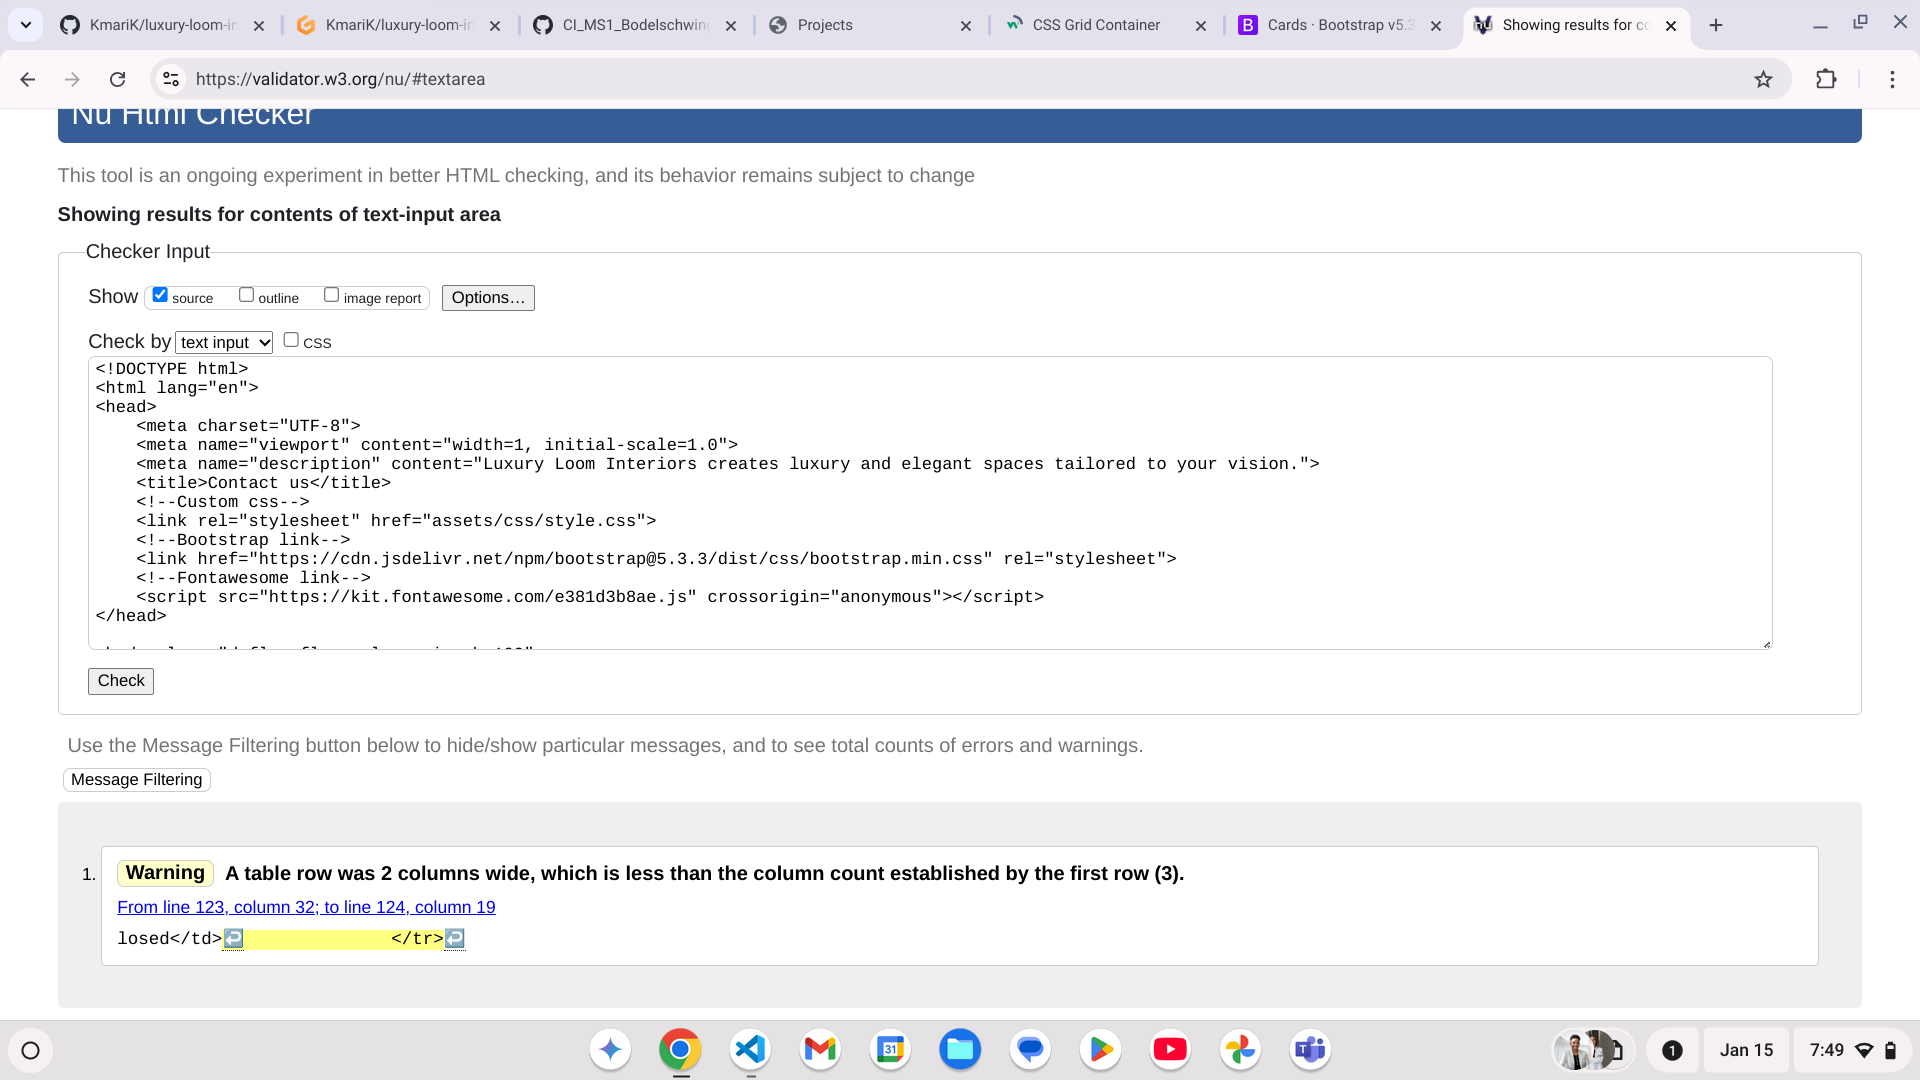 KmariK/luxury-loom-in
KmariK/luxury-loom-in
CI_MS1_Bodelschwing
Projects
CSS Grid Container
Cards · Bootstrap v5.3
Showing results for co
https://validator.w3.org/nu/#textarea
Nu Html Checker
This tool is an ongoing experiment in better HTML checking, and its behavior remains subject to change
Showing results for contents of text-input area
Checker Input
Show source outline image report Options…
Check by text input CSS
<!DOCTYPE html>
<html lang="en">
<head>
    <meta charset="UTF-8">
    <meta name="viewport" content="width=1, initial-scale=1.0">
    <meta name="description" content="Luxury Loom Interiors creates luxury and elegant spaces tailored to your vision.">
    <title>Contact us</title>
    <!--Custom css-->
    <link rel="stylesheet" href="assets/css/style.css">
    <!--Bootstrap link-->
    <link href="https://cdn.jsdelivr.net/npm/bootstrap@5.3.3/dist/css/bootstrap.min.css" rel="stylesheet">
    <!--Fontawesome link-->
    <script src="https://kit.fontawesome.com/e381d3b8ae.js" crossorigin="anonymous"></script>
</head>
Check
Use the Message Filtering button below to hide/show particular messages, and to see total counts of errors and warnings.
Message Filtering
1. Warning A table row was 2 columns wide, which is less than the column count established by the first row (3).
From line 123, column 32; to line 124, column 19
losed</td>↩ </tr>↩
31
1
Jan 15
7:49